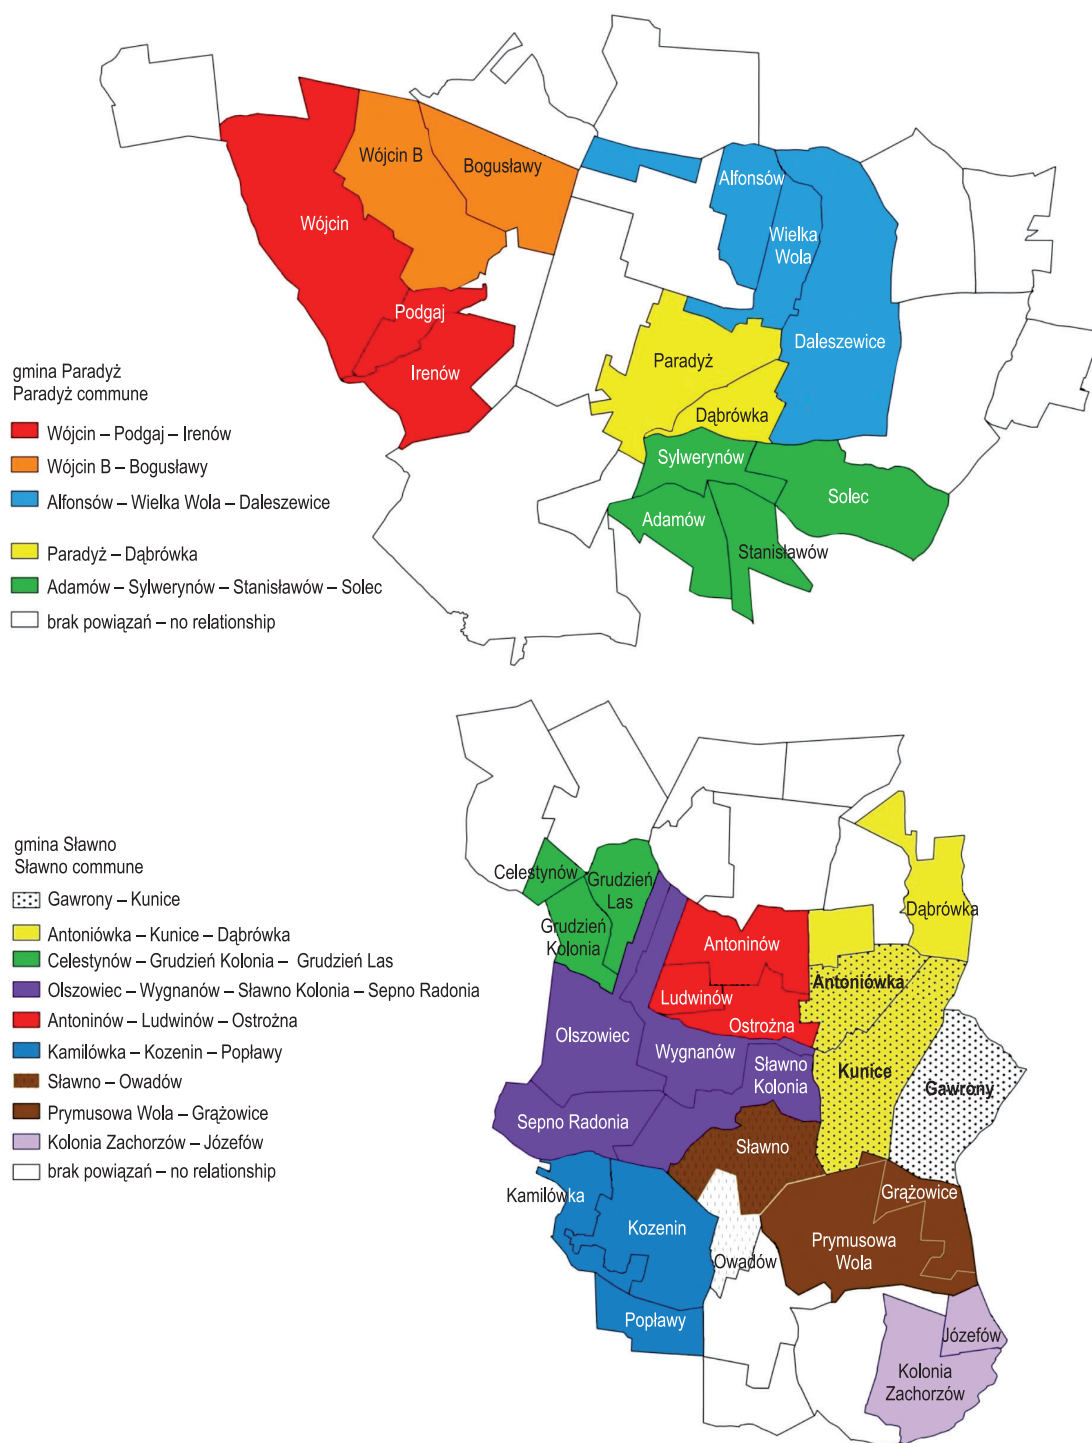 Wójcin B
Bogusławy
Alfonsów
Wójcin
Wielka
Wola
Podgaj
Daleszewice
Irenów
Paradyż
Dąbrówka
Sylwerynów
Solec
Adamów
Stanisławów
gmina Paradyż
Paradyż commune
Wójcin – Podgaj – Irenów
Wójcin B – Bogusławy
Alfonsów – Wielka Wola – Daleszewice
Paradyż – Dąbrówka
Adamów – Sylwerynów – Stanisławów – Solec
brak powiązań – no relationship
gmina Sławno
Sławno commune
Gawrony – Kunice
Antoniówka – Kunice – Dąbrówka
Celestynów – Grudzień Kolonia – Grudzień Las
Olszowiec – Wygnanów – Sławno Kolonia – Sepno Radonia
Antoninów – Ludwinów – Ostrożna
Kamilówka – Kozenin – Popławy
Sławno – Owadów
Prymusowa Wola – Grążowice
Kolonia Zachorzów – Józefów
brak powiązań – no relationship
Celestynów
Grudzień
Las
Dąbrówka
Grudzień
Kolonia
Antoninów
Antoniówka
Ludwinów
Ostrożna
Olszowiec
Wygnanów
Sławno
Kolonia
Kunice
Gawrony
Sepno Radonia
Sławno
Kamilówka
Grążowice
Kozenin
Prymusowa
Wola
Owadów
Popławy
Józefów
Kolonia
Zachorzów